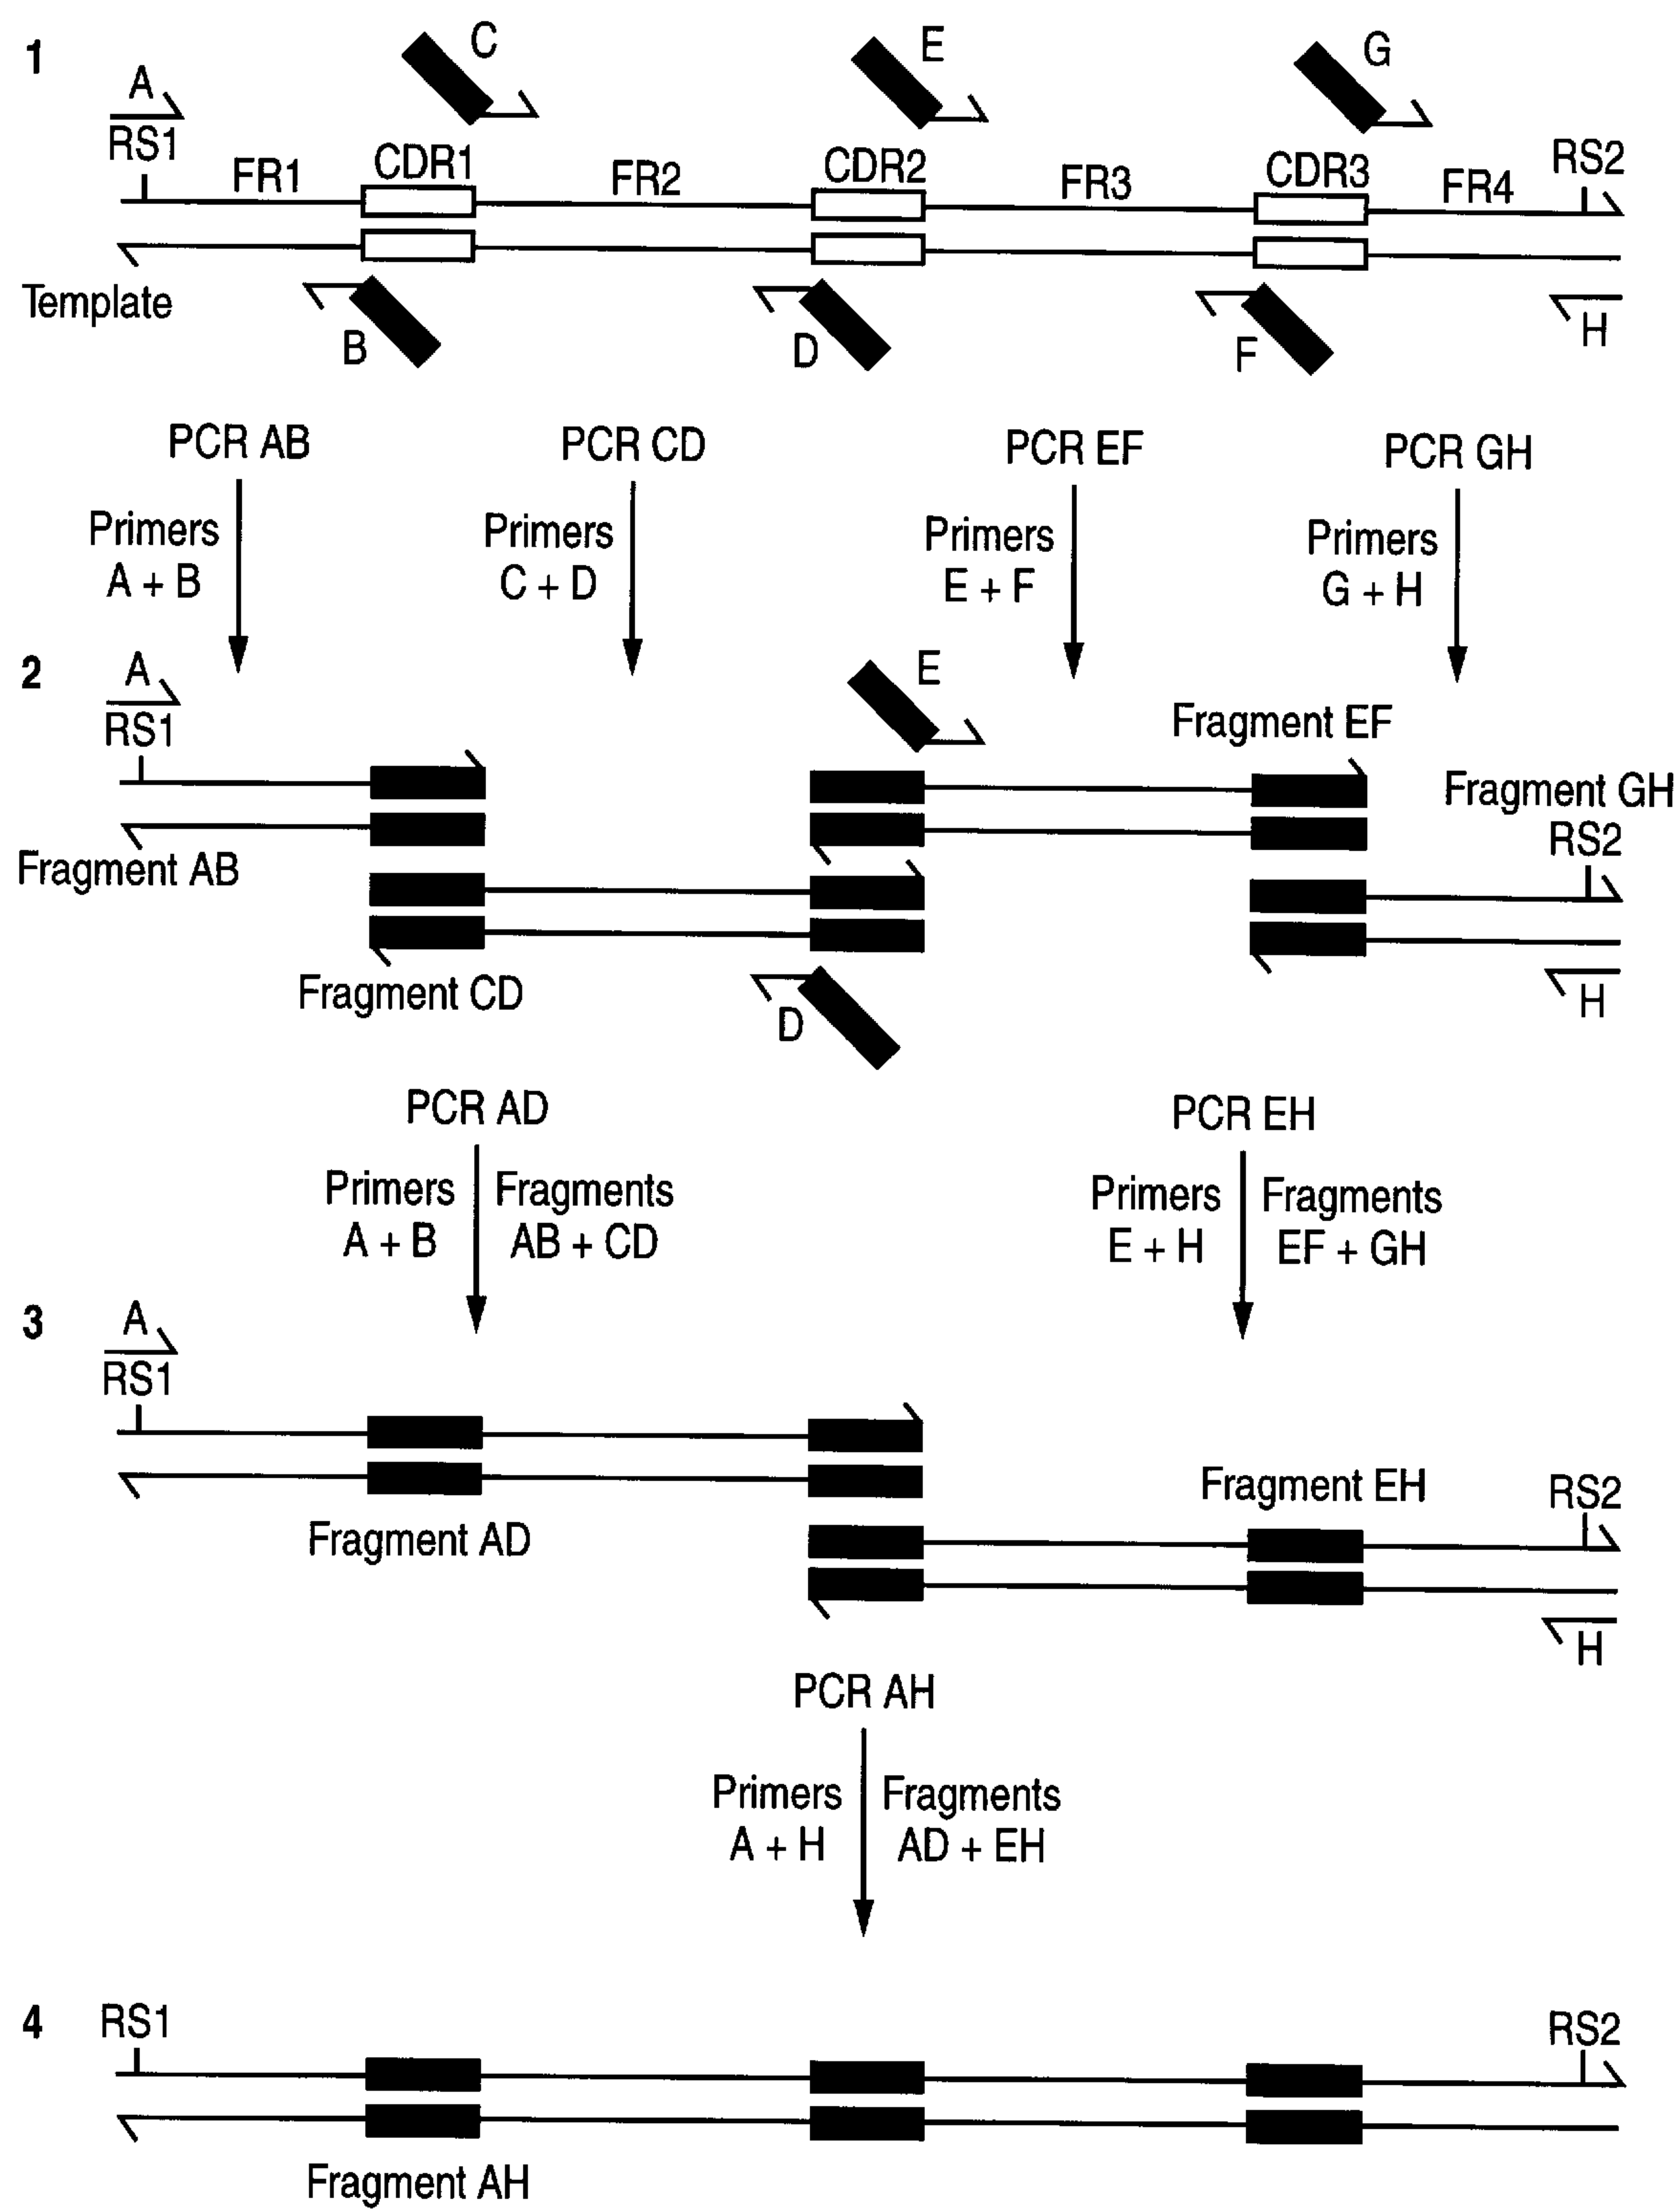 1
C
E
G
A
RS1
FR1
CDR1
FR2
CDR2
FR3
CDR3
FR4
RS2
Template
B
D
F
H
PCR AB
PCR CD
PCR EF
PCR GH
Primers
A + B
Primers
C + D
Primers
E + F
Primers
G + H
2
A
RS1
E
Fragment EF
Fragment GH
RS2
Fragment AB
Fragment CD
D
H
PCR AD
PCR EH
Primers
A + B
Fragments
AB + CD
Primers
E + H
Fragments
EF + GH
3
A
RS1
Fragment AD
Fragment EH
RS2
H
PCR AH
Primers
A + H
Fragments
AD + EH
4
RS1
RS2
Fragment AH